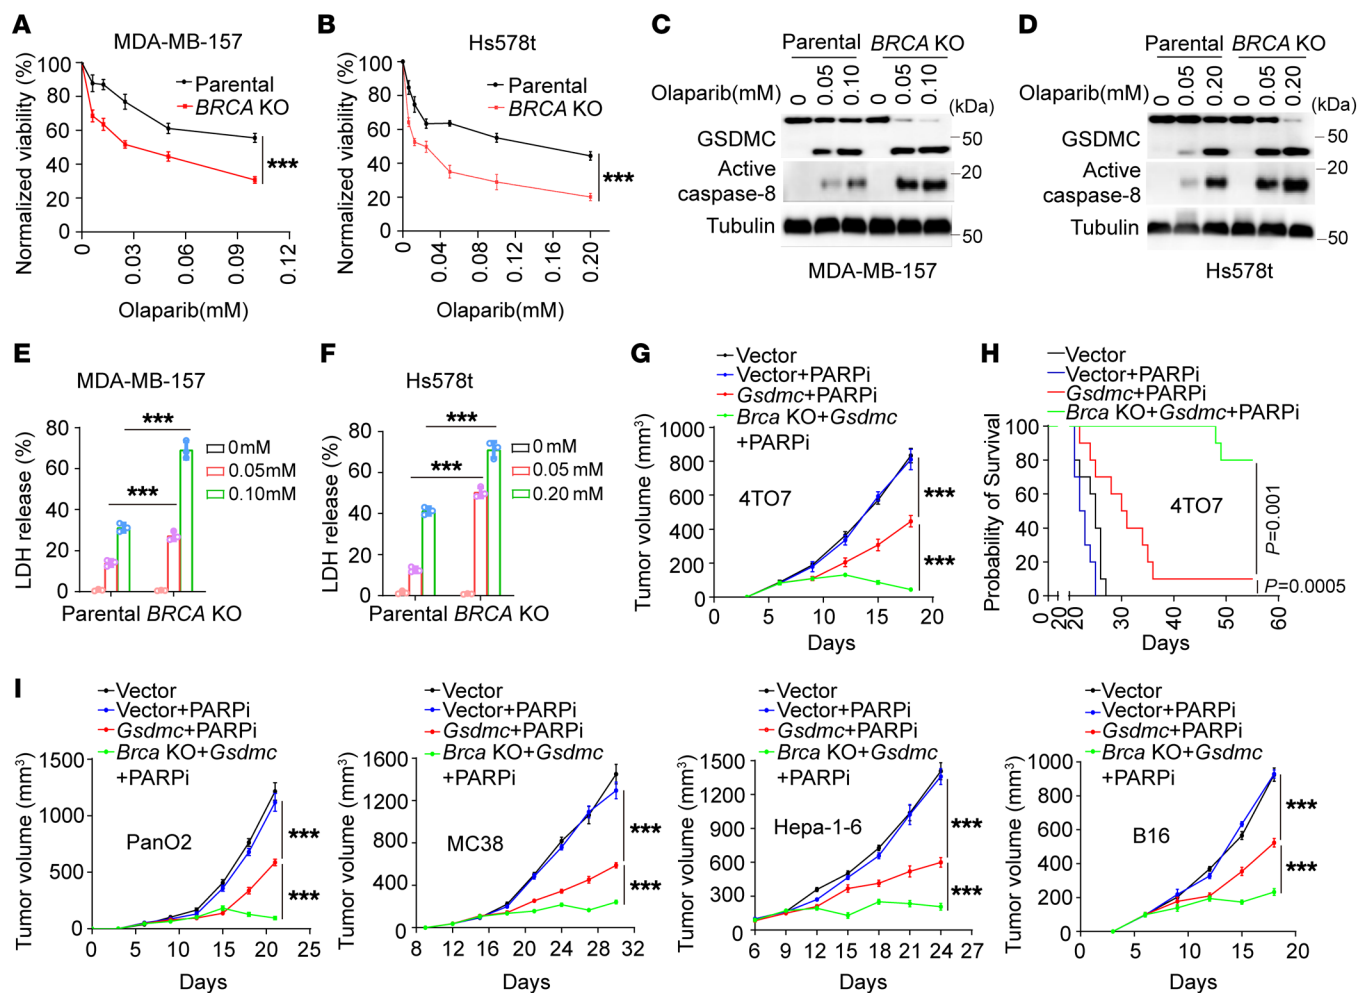 A
MDA-MB-157
Normalized viability (%)
100
80
60
40
20
0
Parental
BRCA KO
***
0
0.03
0.06
0.09
0.12
Olaparib(mM)
B
Hs578t
Normalized viability (%)
100
80
60
40
20
0
Parental
BRCA KO
***
0
0.04
0.08
0.12
0.16
0.20
Olaparib(mM)
C
Parental BRCA KO
Olaparib(mM) 0 0.05 0.10 0 0.05 0.10 (kDa)
GSDMC
50
Active
caspase-8
20
Tubulin
50
MDA-MB-157
D
Parental BRCA KO
Olaparib(mM) 0 0.05 0.20 0 0.05 0.20 (kDa)
GSDMC
50
Active
caspase-8
20
Tubulin
50
Hs578t
E
MDA-MB-157
LDH release (%)
80
60
40
20
0
***
***
0mM
0.05mM
0.10mM
Parental BRCA KO
F
Hs578t
LDH release (%)
80
60
40
20
0
***
***
0mM
0.05 mM
0.20 mM
Parental BRCA KO
G
Vector
Vector+PARPi
Gsdmc+PARPi
Brca KO+Gsdmc
+PARPi
Tumor volume (mm3)
1000
800
600
400
200
0
4TO7
***
***
0 5 10 15 20
Days
H
Vector
Vector+PARPi
Gsdmc+PARPi
Brca KO+Gsdmc+PARPi
Probability of Survival
100
80
60
40
20
0
4TO7
P=0.001
P=0.0005
0 2 20 30 40 50 60
Days
I
Vector
Vector+PARPi
Gsdmc+PARPi
Brca KO+Gsdmc
+PARPi
Tumor volume (mm3)
1500
1000
500
0
PanO2
***
***
0 5 10 15 20 25
Days
Vector
Vector+PARPi
Gsdmc+PARPi
Brca KO+Gsdmc
+PARPi
Tumor volume (mm3)
1600
1200
800
400
0
MC38
***
***
8 12 16 20 24 28 32
Days
Vector
Vector+PARPi
Gsdmc+PARPi
Brca KO+Gsdmc
+PARPi
Tumor volume (mm3)
1500
1200
900
600
300
0
Hepa-1-6
***
***
6 9 12 15 18 21 24 27
Days
Vector
Vector+PARPi
Gsdmc+PARPi
Brca KO+Gsdmc
+PARPi
Tumor volume (mm3)
1000
800
600
400
200
0
B16
***
***
0 5 10 15 20
Days